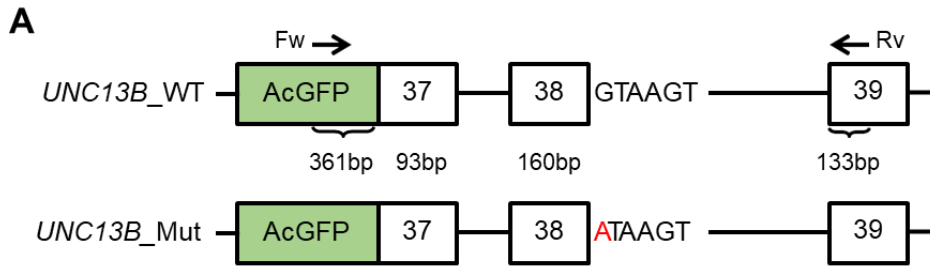 A
Fw Rv
UNC13B_WT AcGFP 37 38 GTAAGT 39
361bp 93bp 160bp 133bp
UNC13B_Mut AcGFP 37 38 ATAAGT 39